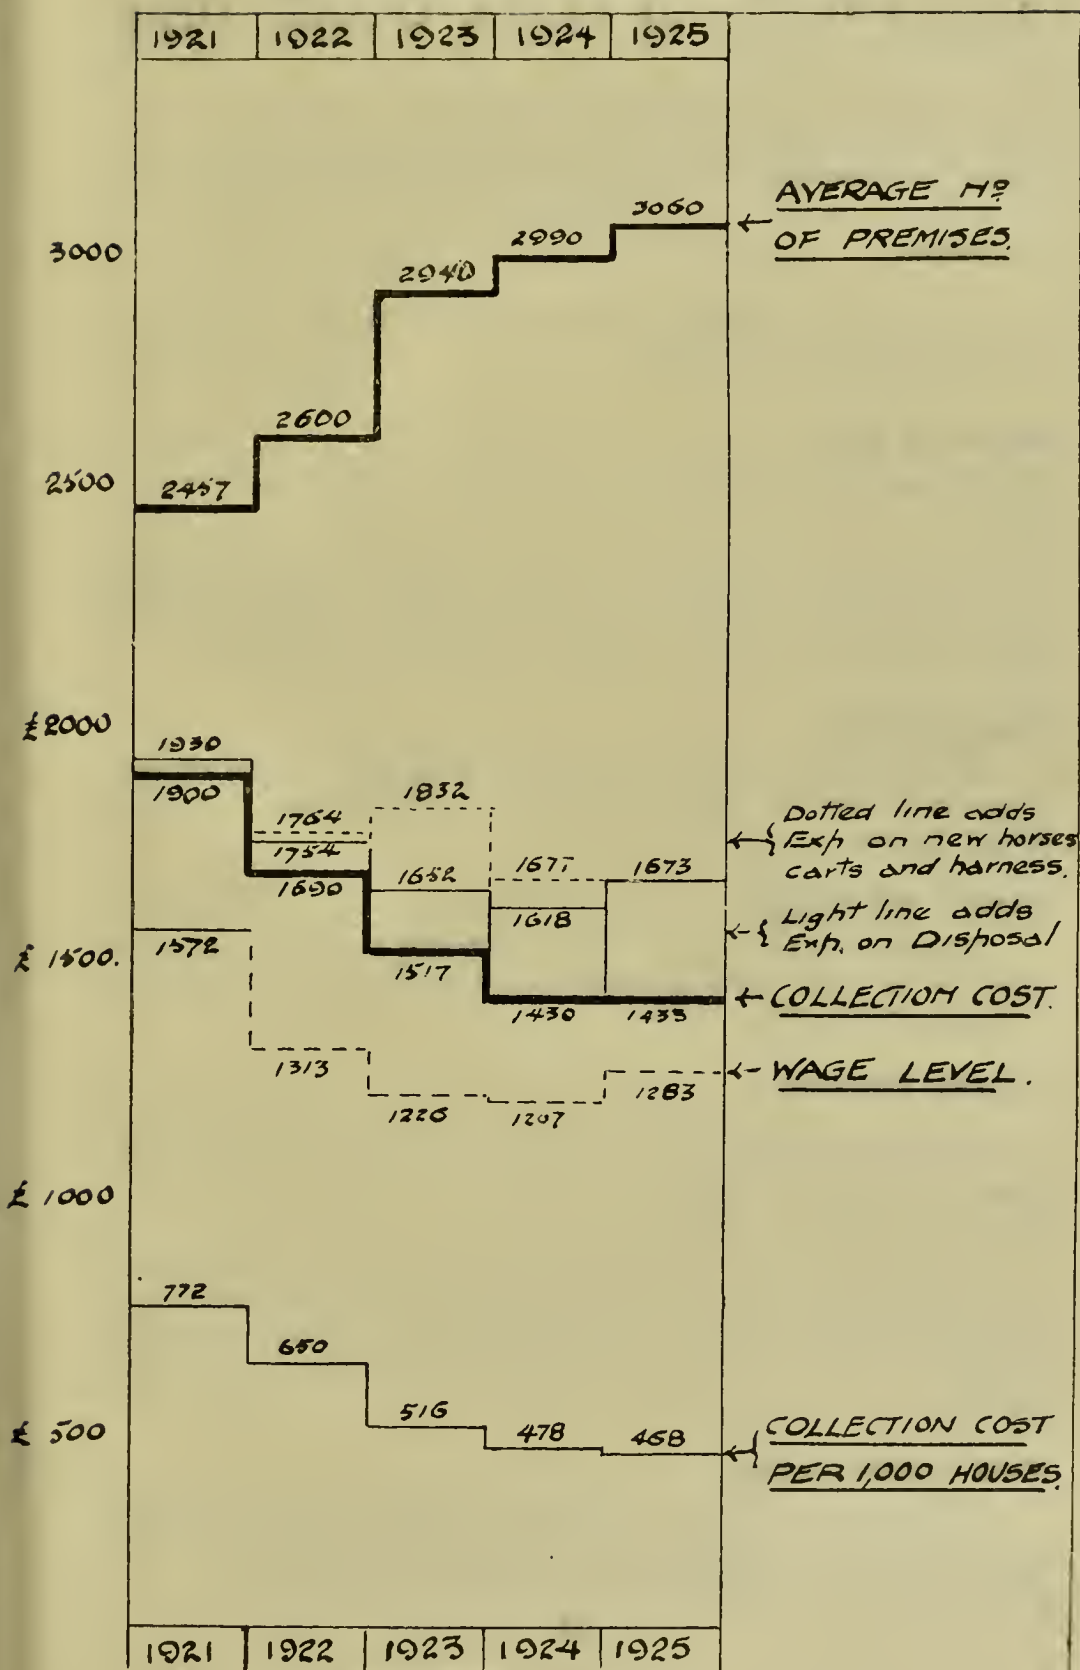 1921 1922 1923 1924 1925
AVERAGE Nº
OF PREMISES.
3060
2990
3000
2940
2600
2500
2457
£2000
1930
1900
1832
1764
1754
1690
Dotted line adds
Exp. on new horses
carts and harness.
1677 1673
1652
1618
1572
Light line adds
Exp. on Disposal
£ 1500.
1517
COLLECTION COST.
1430 1433
1313
WAGE LEVEL.
1283
1226 1207
£ 1000
772
650
516
478 468
£ 500
COLLECTION COST
PER 1,000 HOUSES.
1921 1922 1923 1924 1925